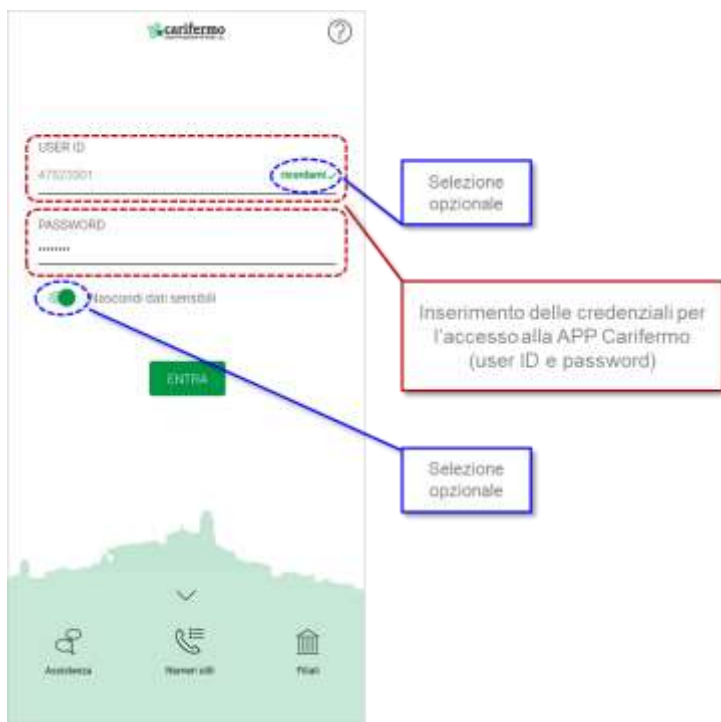 carifermo
?
USER ID
47523901
ricordami
PASSWORD
········
Nascondi dati sensibili
ENTRA
Assistenza
Numeri utili
Filiali
Selezione
opzionale
Inserimento delle credenziali per
l'accesso alla APP Carifermo
(user ID e password)
Selezione
opzionale